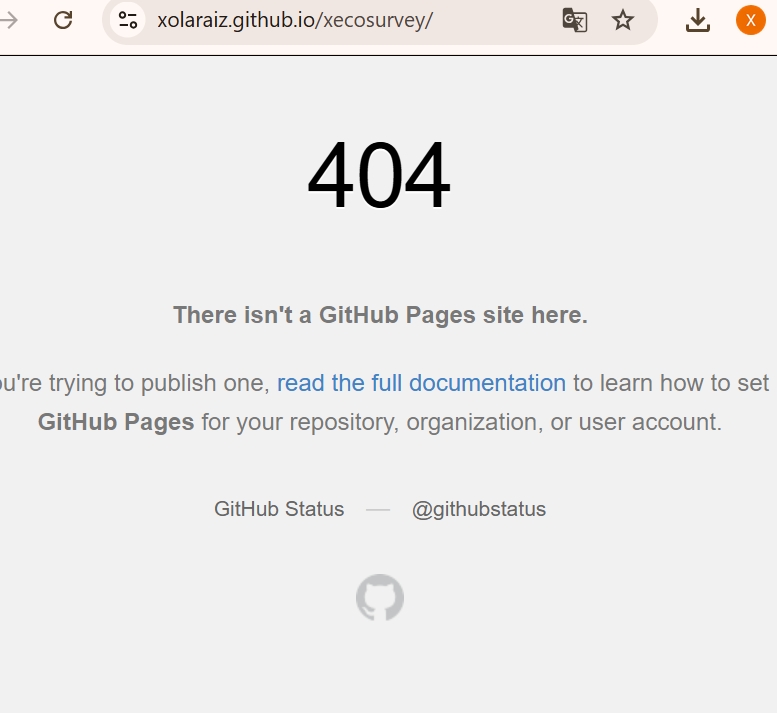 xolaraiz.github.io/xecosurvey/
X
404
There isn't a GitHub Pages site here.
ou're trying to publish one, read the full documentation to learn how to set
GitHub Pages for your repository, organization, or user account.
GitHub Status — @githubstatus